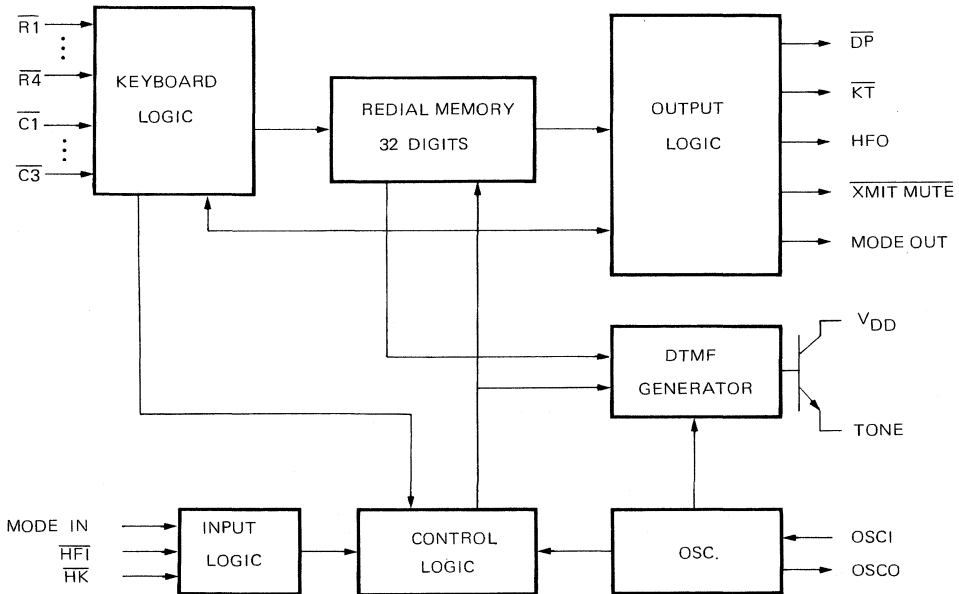 R1
R4
C1
C3
KEYBOARD
LOGIC
REDIAL MEMORY
32 DIGITS
OUTPUT
LOGIC
DP
KT
HFO
XMIT MUTE
MODE OUT
DTMF
GENERATOR
VDD
TONE
MODE IN
HFI
HK
INPUT
LOGIC
CONTROL
LOGIC
OSC.
OSCI
OSCO